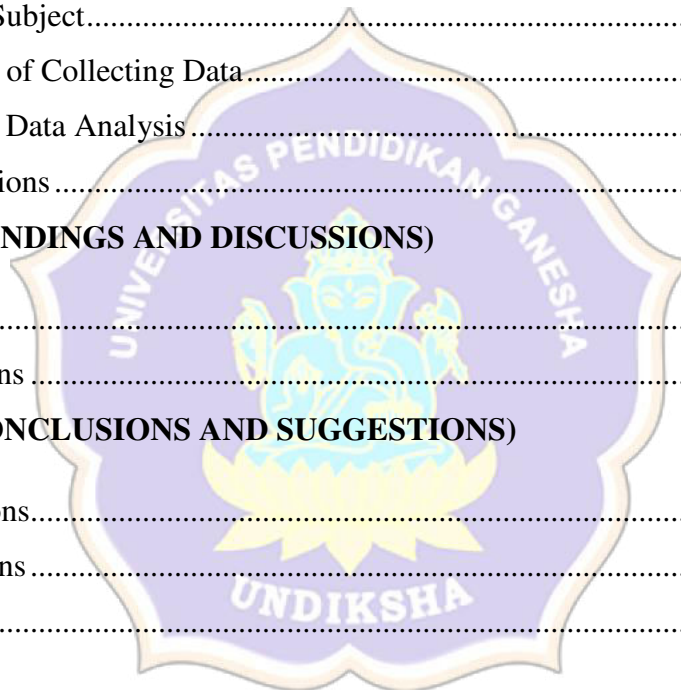 Subject..........................................................................................
of Collecting Data..........................................................................
Data Analysis..................................................................................
ions.................................................................................................
NDINGS AND DISCUSSIONS)
........................................................................................................
ns.....................................................................................................
ONCLUSIONS AND SUGGESTIONS)
ons....................................................................................................
ns.....................................................................................................
........................................................................................................
UNIVERSITAS PENDIDIKAN GANESHA
UNDIKSHA